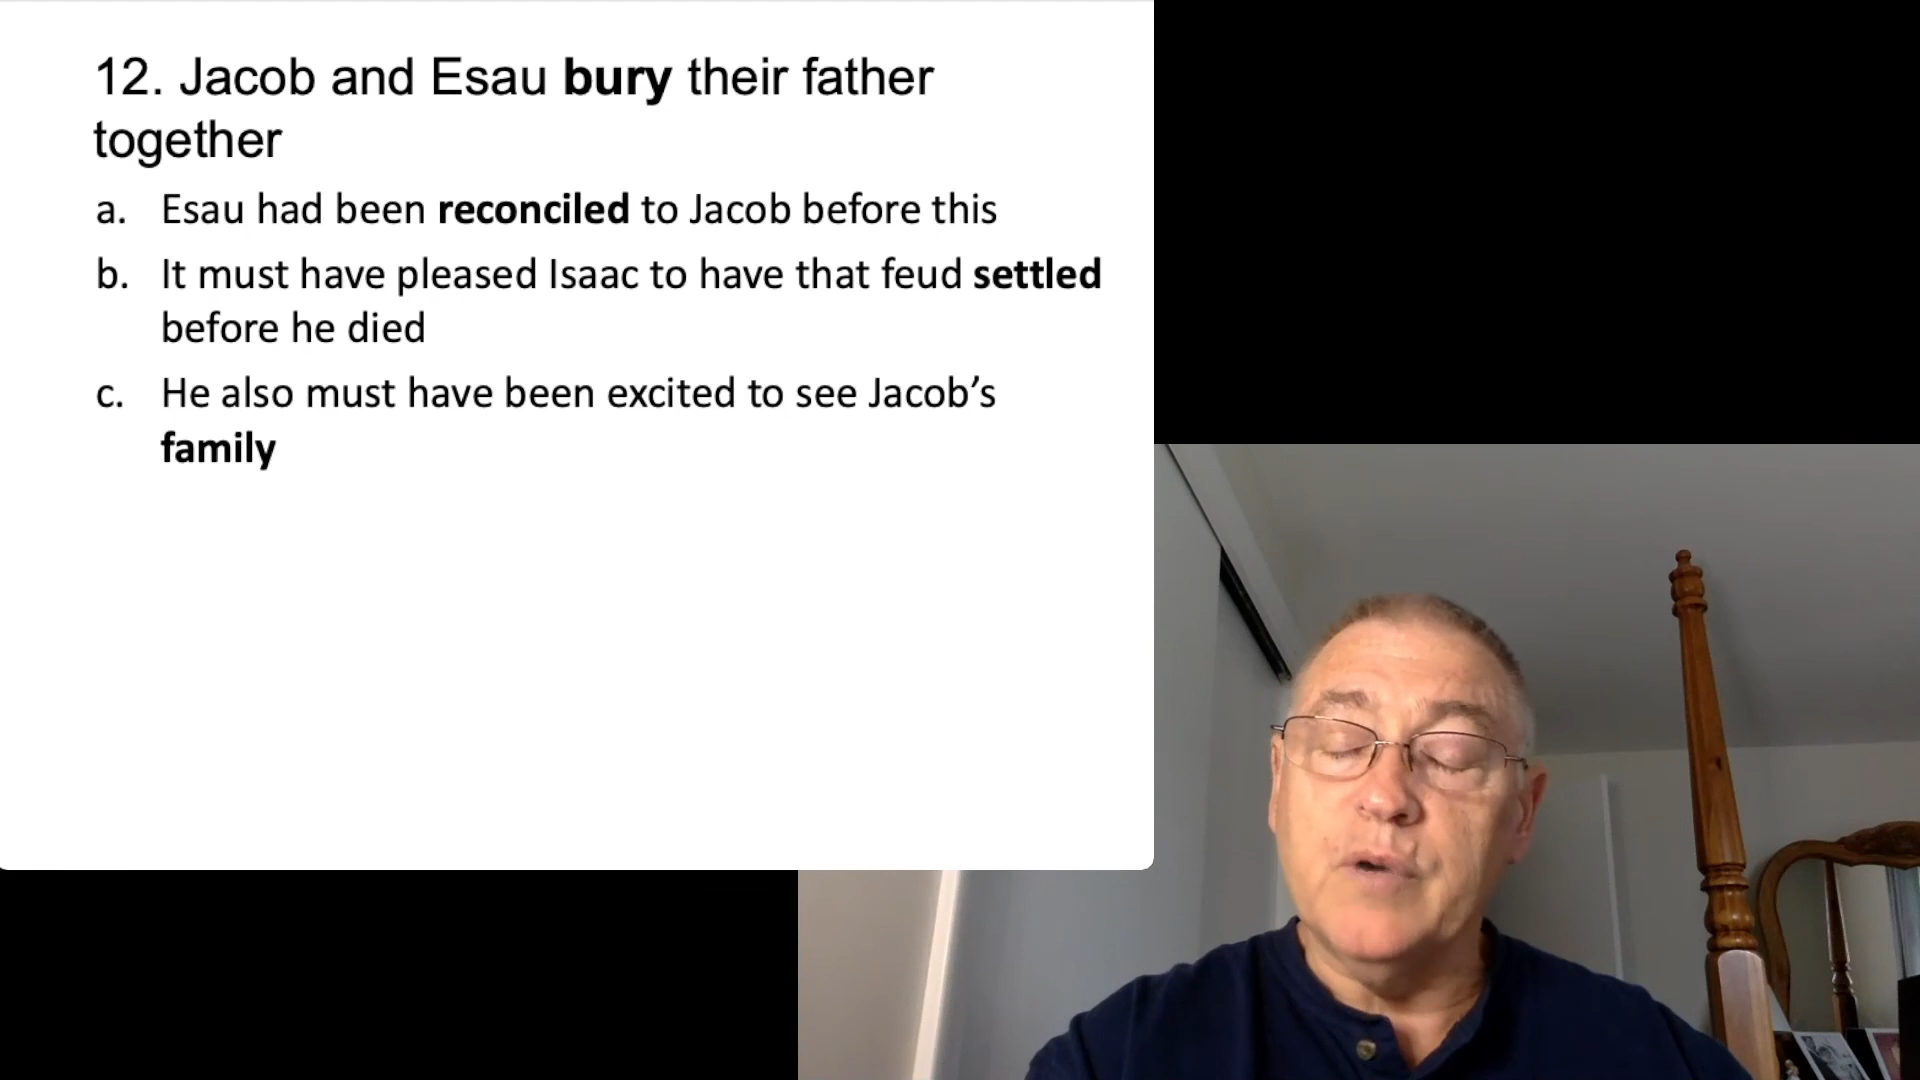 12. Jacob and Esau bury their father
together
a. Esau had been reconciled to Jacob before this
b. It must have pleased Isaac to have that feud settled
before he died
c. He also must have been excited to see Jacob’s
family